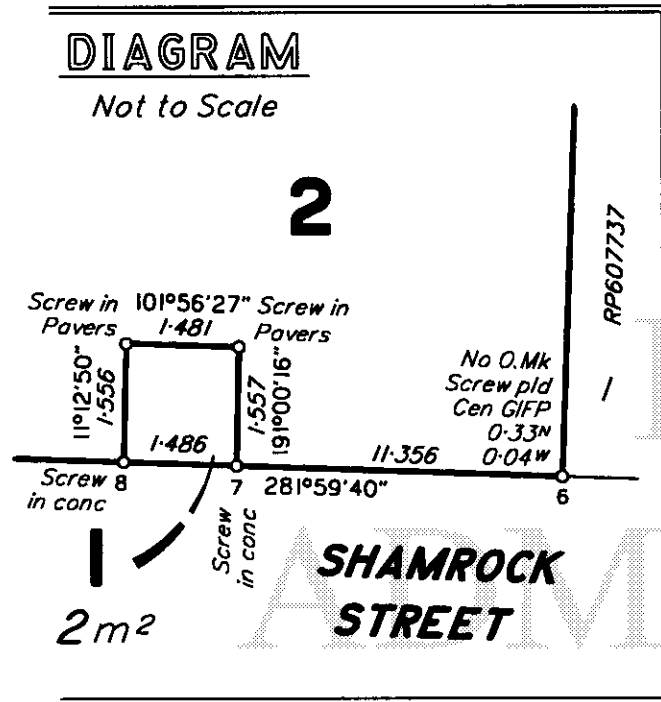 DIAGRAM
Not to Scale
2
RP607737
1
Screw in
Pavers
101°56'27"
1·481
Screw in
Pavers
11°12'50"
1·556
1·557
191°00'16"
No O.Mk
Screw pld
Cen GIFP
0·33N
0·04W
1·486
11·356
8
7
281°59'40"
6
Screw
in conc
Screw
in conc
1
2m²
SHAMROCK
STREET
ADM